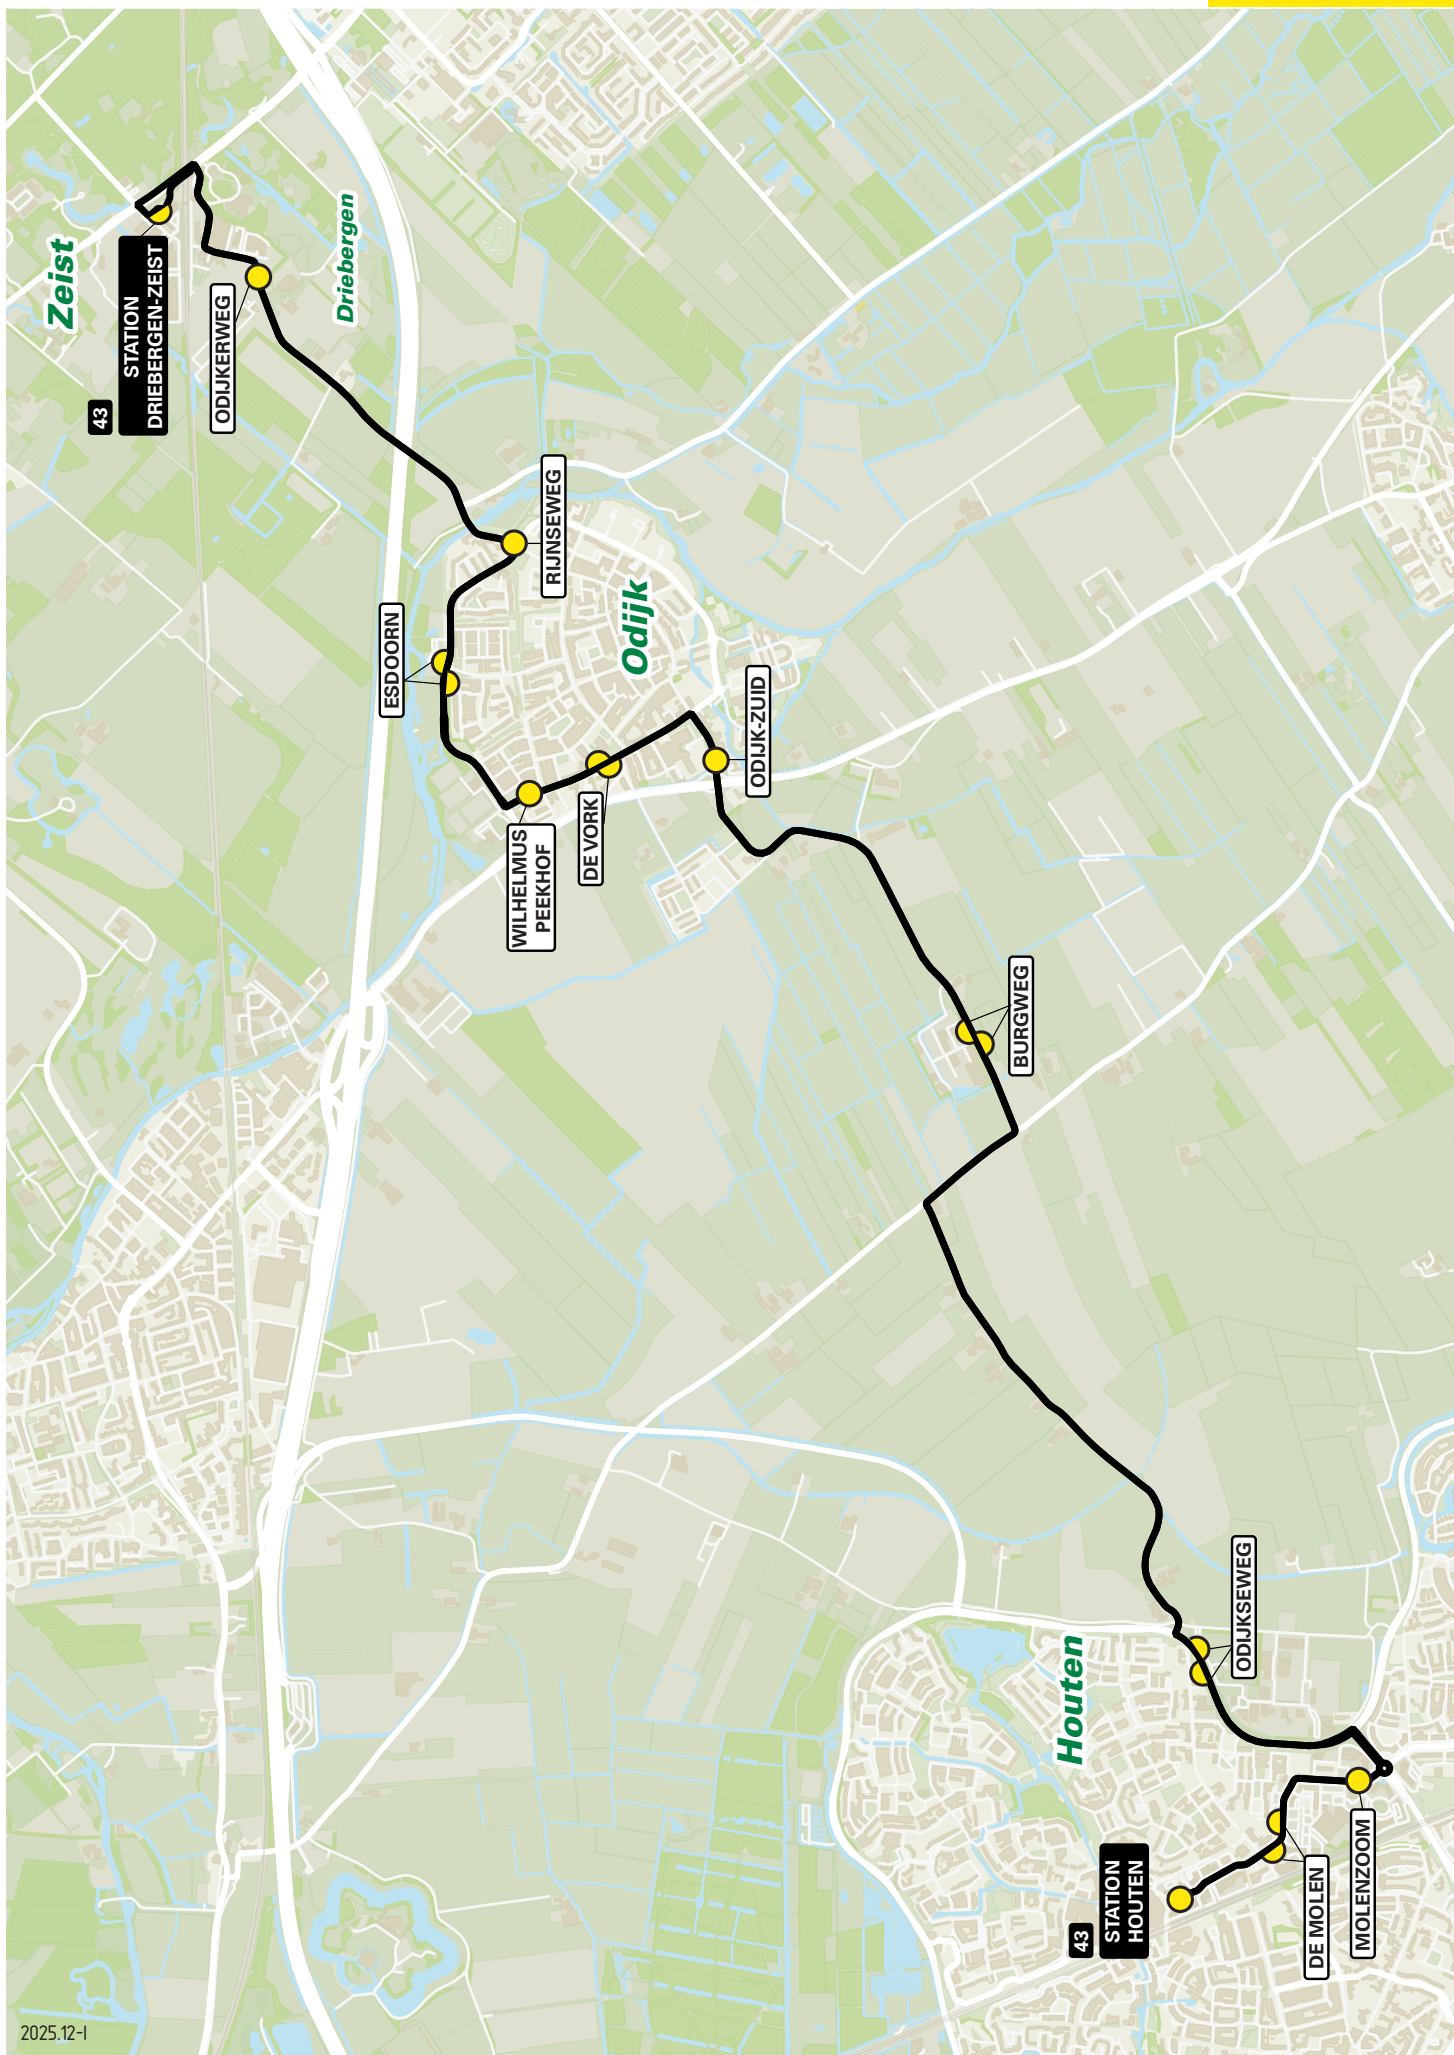 Zeist
43
STATION
DRIEBERGEN-ZEIST
ODIJKERWEG
Driebergen
RIJNSEWEG
ESDOORN
Odijk
ODIJK-ZUID
DE VORK
WILHELMUS
PEEKHOF
BURGWEG
ODIJKSEWEG
Houten
MOLENZOOM
DE MOLEN
43
STATION
HOUTEN
2025.12-I